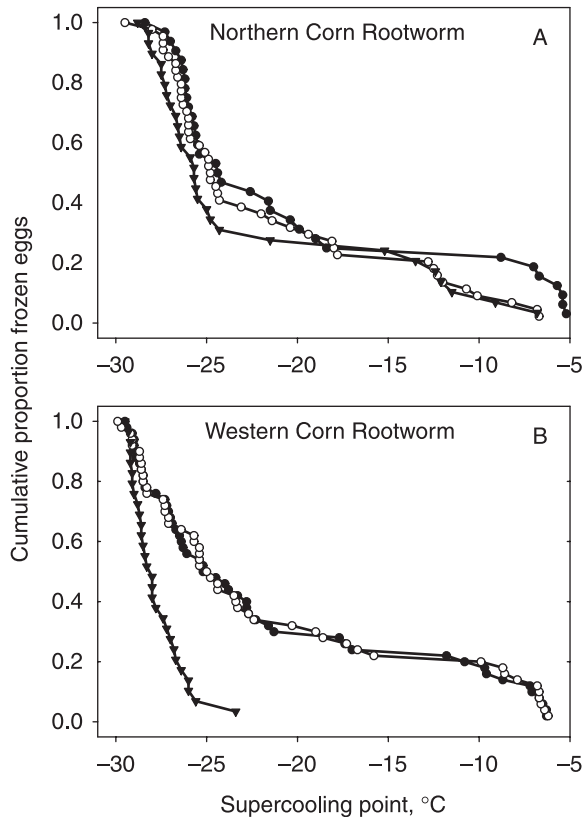 Northern Corn Rootworm
A
1.0
0.8
0.6
0.4
0.2
0.0
–30 –25 –20 –15 –10 –5
Cumulative proportion frozen eggs
Western Corn Rootworm
B
1.0
0.8
0.6
0.4
0.2
0.0
–30 –25 –20 –15 –10 –5
Supercooling point, °C